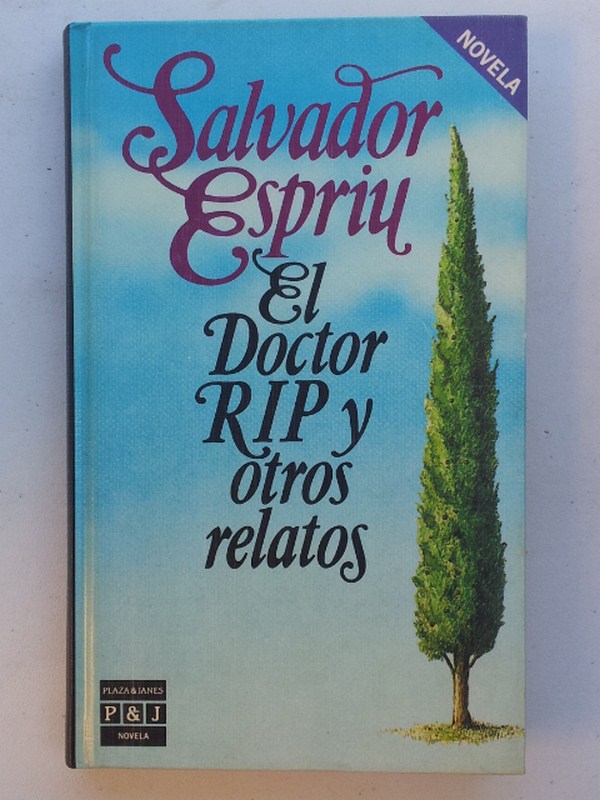 NOVELA
Salvador
Espriu
El
Doctor
RIP y
otros
relatos
PLAZA & JANES
P & J
NOVELA